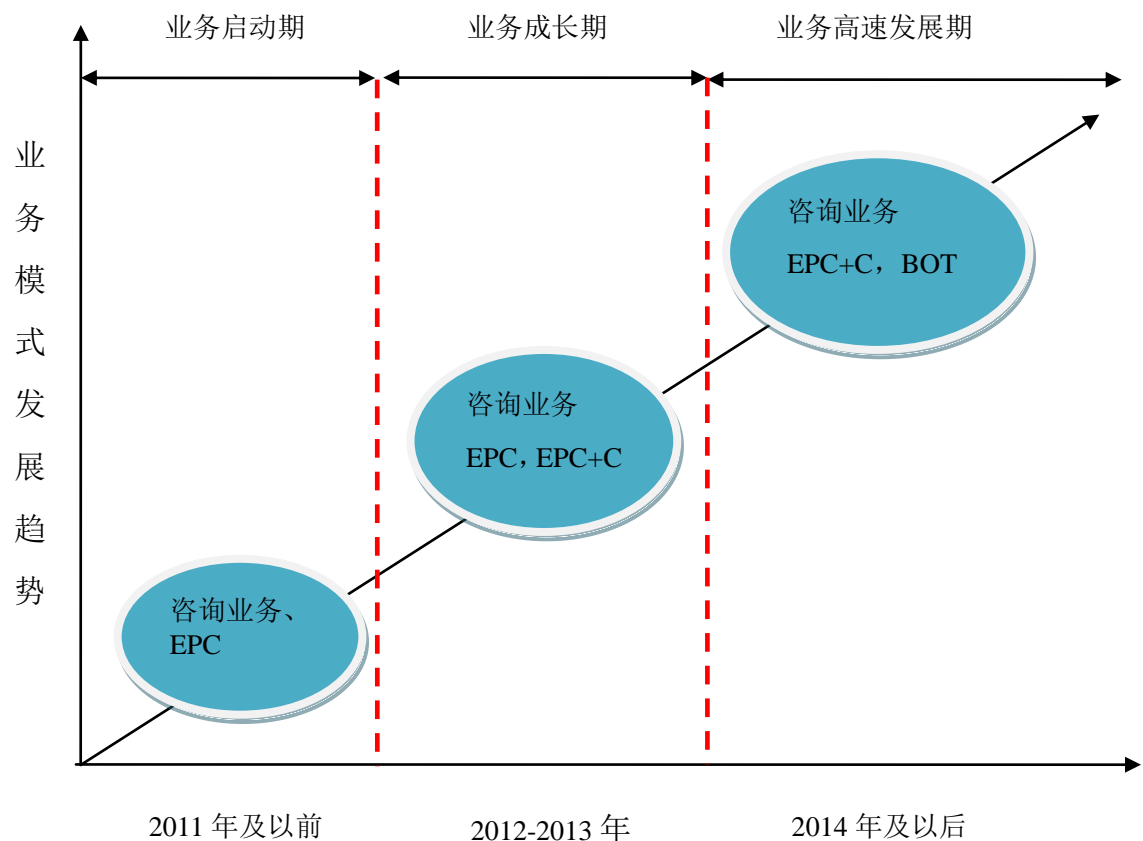 业务启动期
业务成长期
业务高速发展期
业务模式发展趋势
咨询业务
EPC+C，BOT
咨询业务
EPC，EPC+C
咨询业务、
EPC
2011 年及以前
2012-2013 年
2014 年及以后